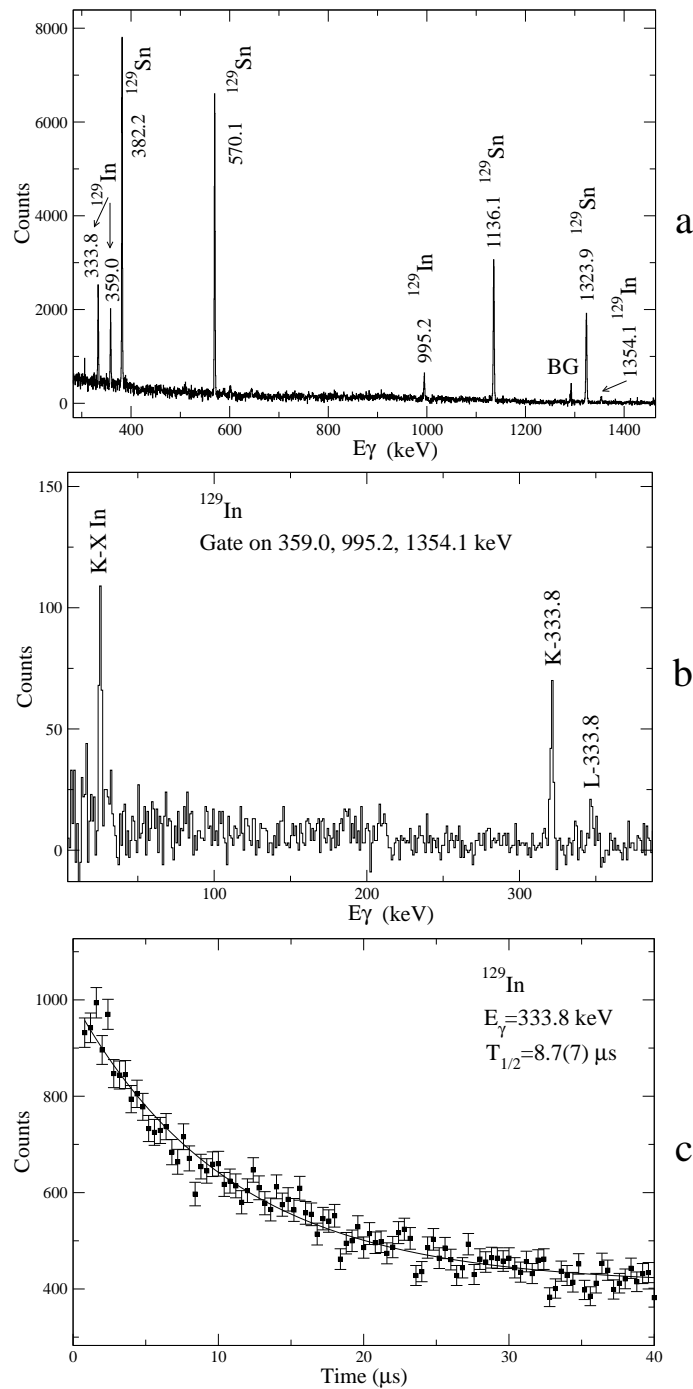 8000
6000
4000
2000
0
Counts
333.8
¹²⁹In
359.0
382.2
¹²⁹Sn
570.1
¹²⁹Sn
995.2
¹²⁹In
1136.1
¹²⁹Sn
BG
1323.9
¹²⁹Sn
1354.1
¹²⁹In
400 600 800 1000 1200 1400
Eγ (keV)
a
150
100
50
0
Counts
K-X In
¹²⁹In
Gate on 359.0, 995.2, 1354.1 keV
K-333.8
L-333.8
100 200 300
Eγ (keV)
b
1000
800
600
400
Counts
¹²⁹In
Eγ=333.8 keV
T1/2=8.7(7) μs
0 10 20 30 40
Time (μs)
c